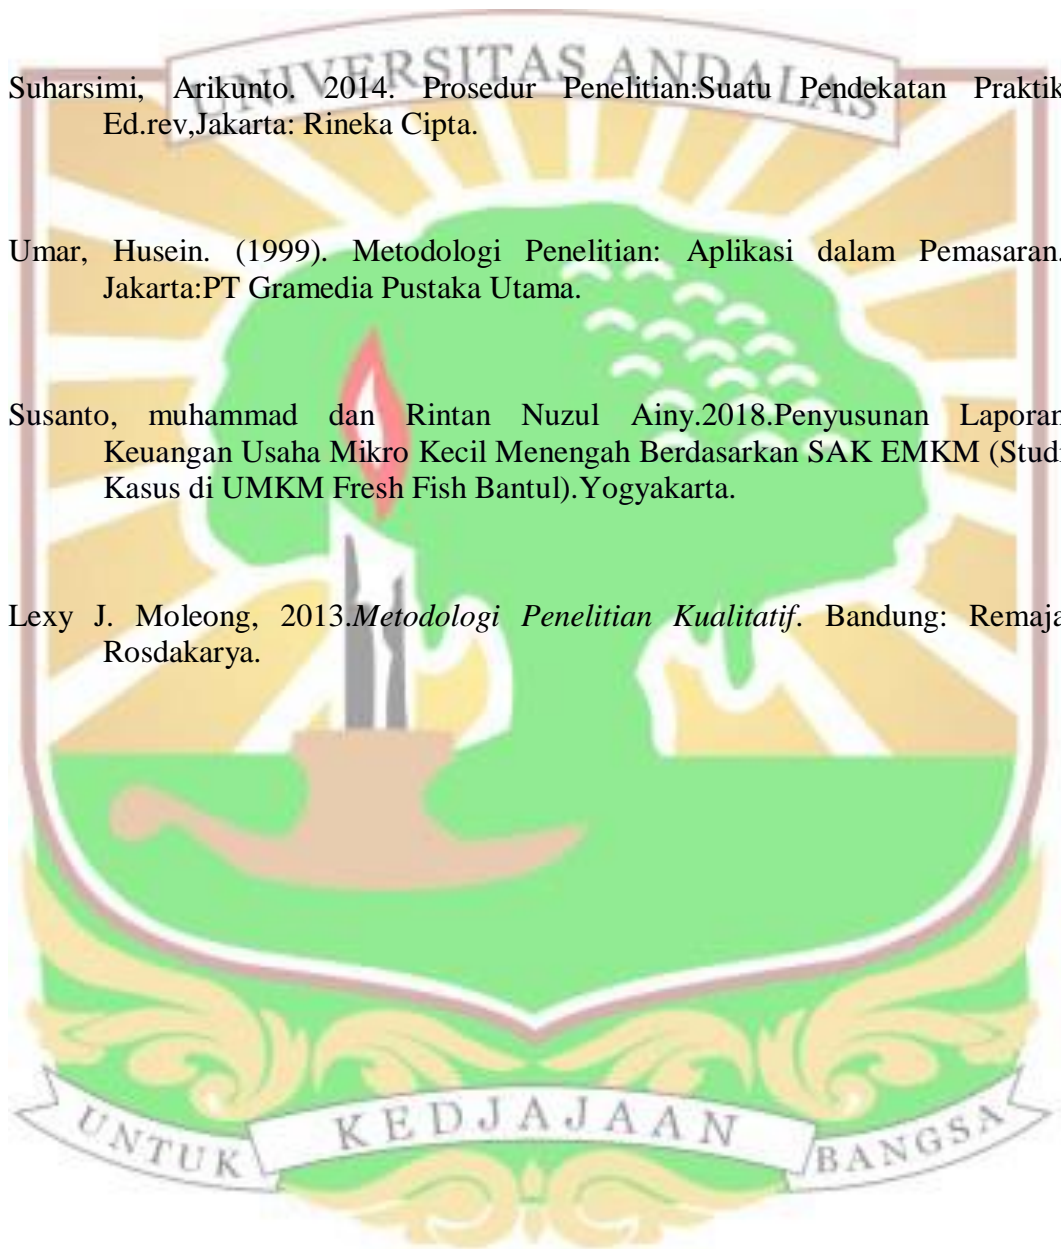 UNIVERSITAS ANDALAS
Suharsimi, Arikunto. 2014. Prosedur Penelitian:Suatu Pendekatan Praktik
Ed.rev,Jakarta: Rineka Cipta.
Umar, Husein. (1999). Metodologi Penelitian: Aplikasi dalam Pemasaran.
Jakarta:PT Gramedia Pustaka Utama.
Susanto, muhammad dan Rintan Nuzul Ainy.2018.Penyusunan Laporan
Keuangan Usaha Mikro Kecil Menengah Berdasarkan SAK EMKM (Stud
Kasus di UMKM Fresh Fish Bantul).Yogyakarta.
Lexy J. Moleong, 2013.Metodologi Penelitian Kualitatif. Bandung: Remaja
Rosdakarya.
UNTUK KEDJAJAAN BANGSA